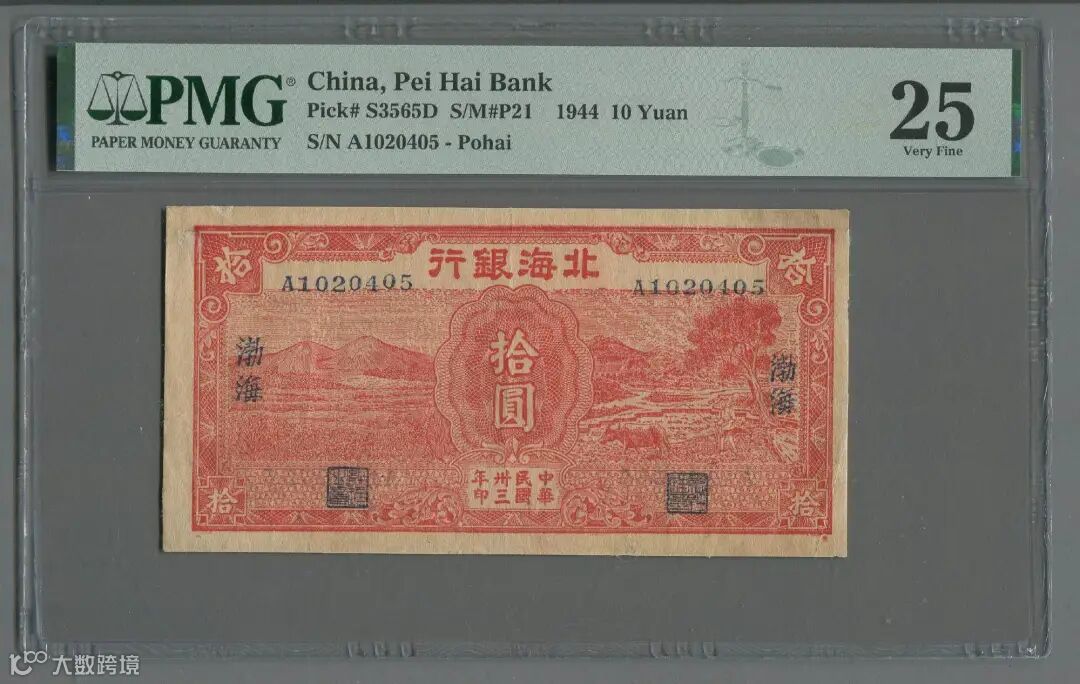 PMG®
PAPER MONEY GUARANTY
China, Pei Hai Bank
Pick# S3565D S/M#P21 1944 10 Yuan
S/N A1020405 - Pohai
25
Very Fine
北海銀行
A1020405
A1020405
渤海
拾圓
渤海
中華民國卅三年印
拾
拾
大数跨境